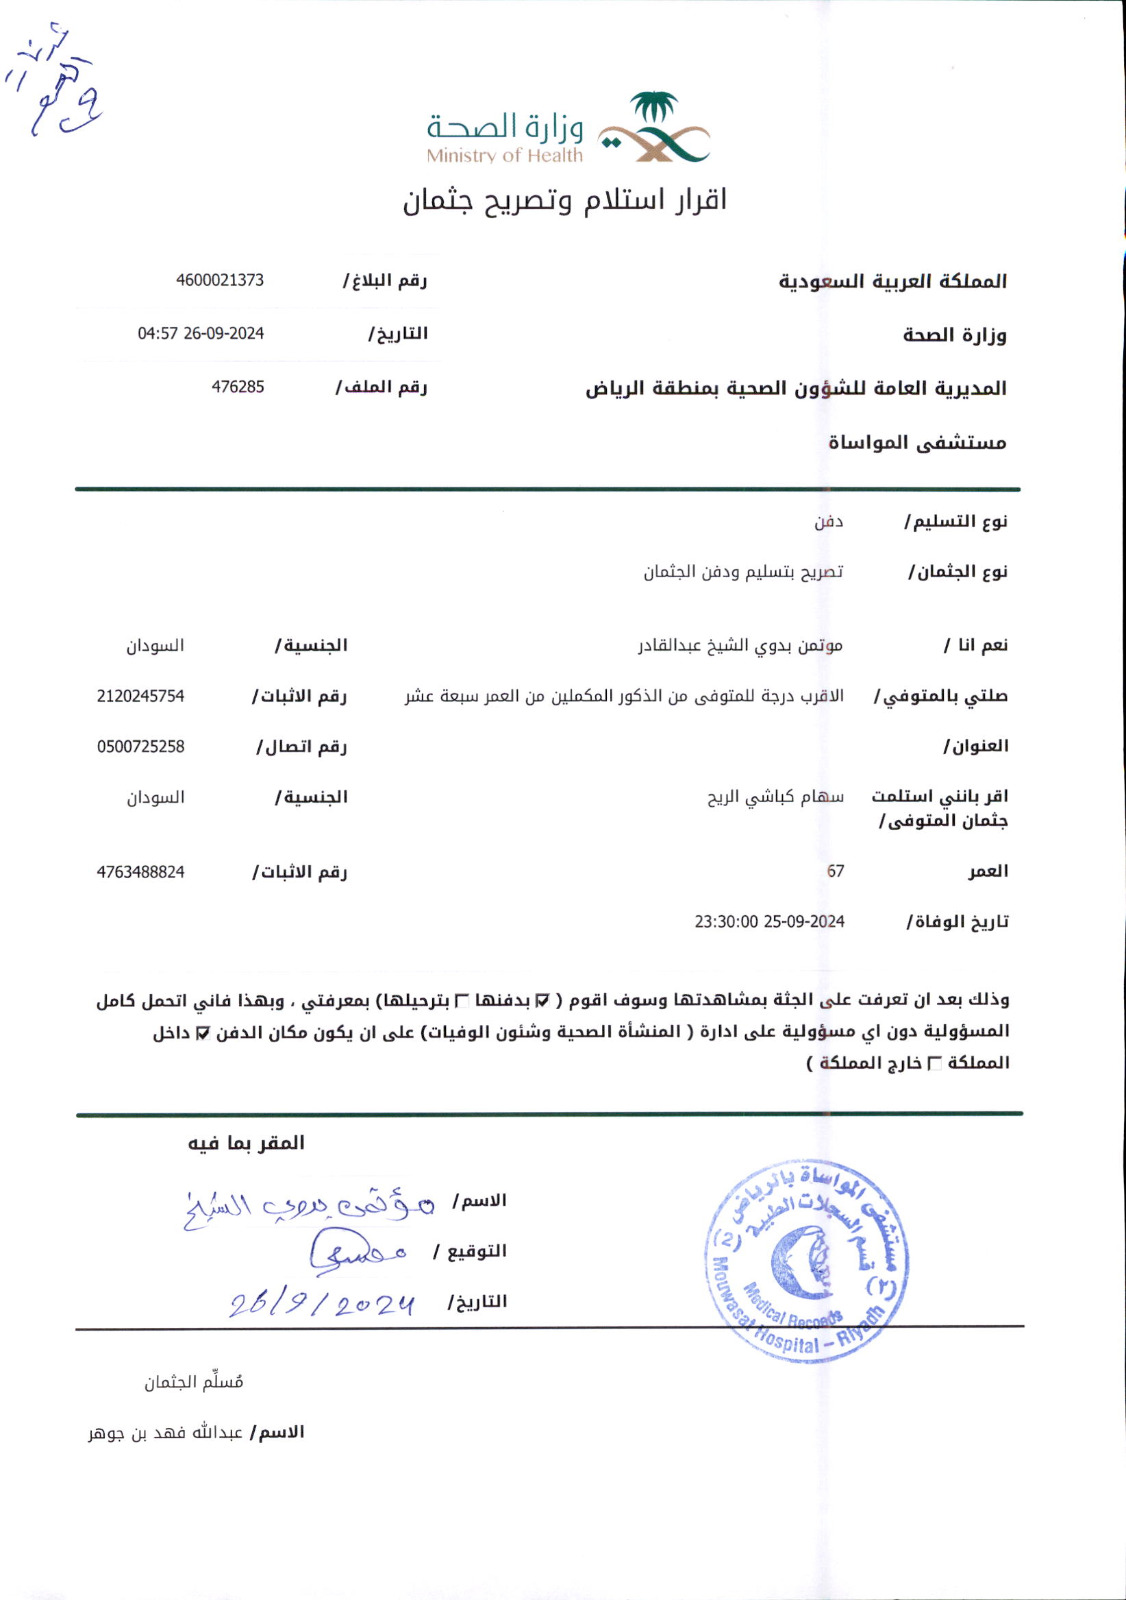 وزارة الصحة
Ministry of Health
اقرار استلام وتصريح جثمان
المملكة العربية السعودية
رقم البلاغ/ 4600021373
وزارة الصحة
التاريخ/ 04:57 26-09-2024
المديرية العامة للشؤون الصحية بمنطقة الرياض
رقم الملف/ 476285
مستشفى المواساة
نوع التسليم/ دفن
نوع الجثمان/ تصريح بتسليم ودفن الجثمان
نعم انا / موتمن بدوي الشيخ عبدالقادر الجنسية/ السودان
صلتي بالمتوفي/ الاقرب درجة للمتوفى من الذكور المكملين من العمر سبعة عشر رقم الاثبات/ 2120245754
العنوان/ رقم اتصال/ 0500725258
اقر بانني استلمت
جثمان المتوفى/ سهام كباشي الريح الجنسية/ السودان
العمر 67 رقم الاثبات/ 4763488824
تاريخ الوفاة/ 23:30:00 25-09-2024
وذلك بعد ان تعرفت على الجثة بمشاهدتها وسوف اقوم ( ☑ بدفنها ☐ بترحيلها) بمعرفتي ، وبهذا فاني اتحمل كامل
المسؤولية دون اي مسؤولية على ادارة ( المنشأة الصحية وشئون الوفيات) على ان يكون مكان الدفن ☑ داخل
المملكة ☐ خارج المملكة )
المقر بما فيه
الاسم/ مؤتمن بدوي الشيخ
التوقيع /
التاريخ/ 26/9/2024
مستشفى المواساة بالرياض (٢)
قسم السجلات الطبية
Medical Records
Mouwasat Hospital – Riyadh (2)
مُسلِّم الجثمان
الاسم/ عبدالله فهد بن جوهر